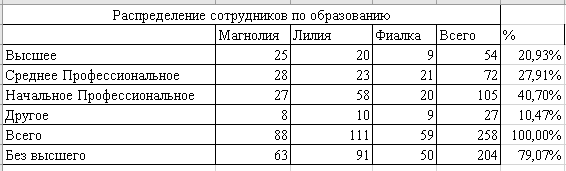 Распределение сотрудников по образованию
Магнолия Лилия Фиалка Всего %
Высшее 25 20 9 54 20,93%
Среднее Профессиональное 28 23 21 72 27,91%
Начальное Профессиональное 27 58 20 105 40,70%
Другое 8 10 9 27 10,47%
Всего 88 111 59 258 100,00%
Без высшего 63 91 50 204 79,07%